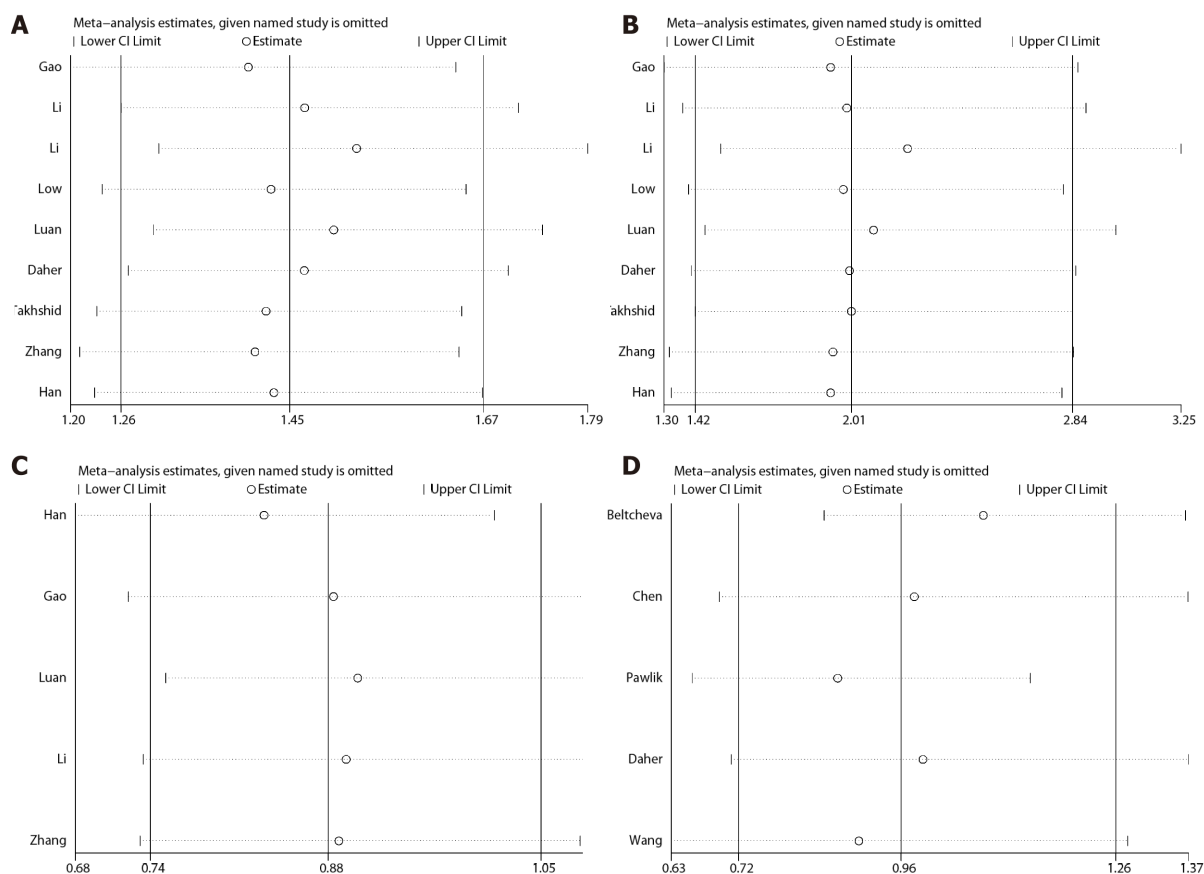 A
Meta−analysis estimates, given named study is omitted
| Lower CI Limit ○ Estimate | Upper CI Limit
Gao
Li
Li
Low
Luan
Daher
akhshid
Zhang
Han
1.20 1.26 1.45 1.67 1.79
B
Meta−analysis estimates, given named study is omitted
| Lower CI Limit ○ Estimate | Upper CI Limit
Gao
Li
Li
Low
Luan
Daher
akhshid
Zhang
Han
1.30 1.42 2.01 2.84 3.25
C
Meta−analysis estimates, given named study is omitted
| Lower CI Limit ○ Estimate | Upper CI Limit
Han
Gao
Luan
Li
Zhang
0.68 0.74 0.88 1.05
D
Meta−analysis estimates, given named study is omitted
| Lower CI Limit ○ Estimate | Upper CI Limit
Beltcheva
Chen
Pawlik
Daher
Wang
0.63 0.72 0.96 1.26 1.37